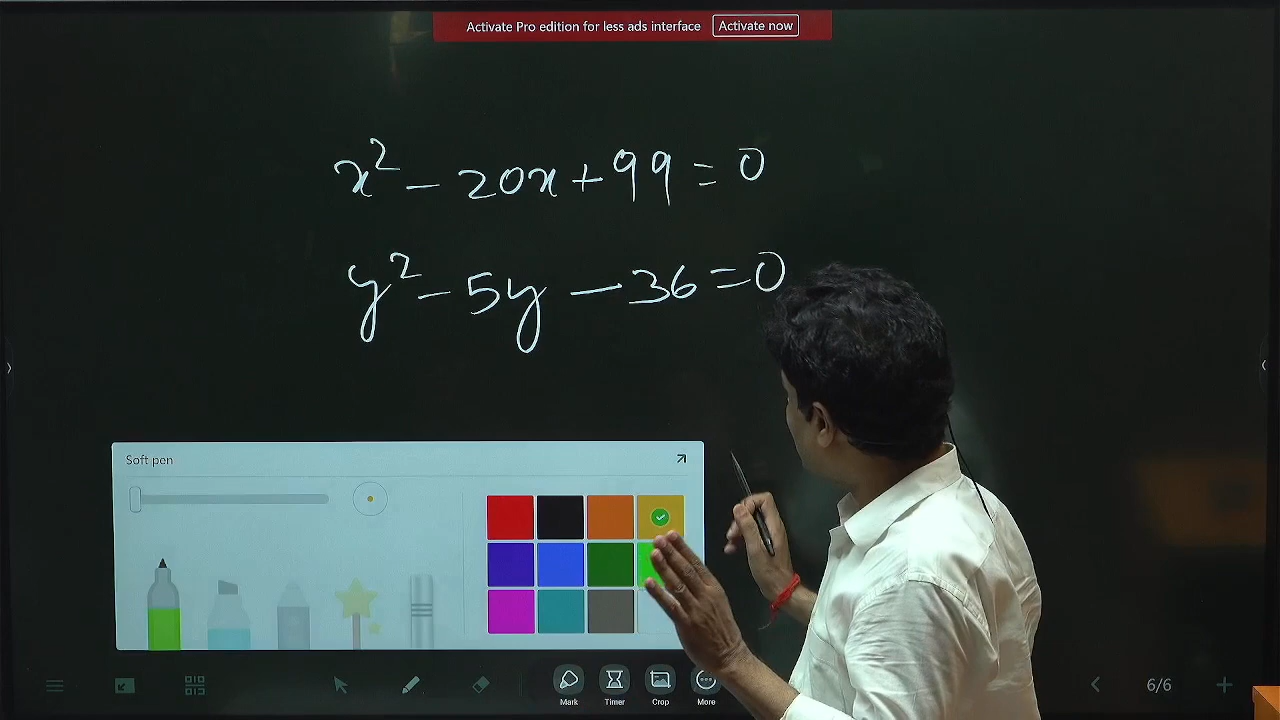 Activate Pro edition for less ads interface Activate now
x² - 20x + 99 = 0
y² - 5y - 36 = 0
Soft pen
Mark Timer Crop More
6/6